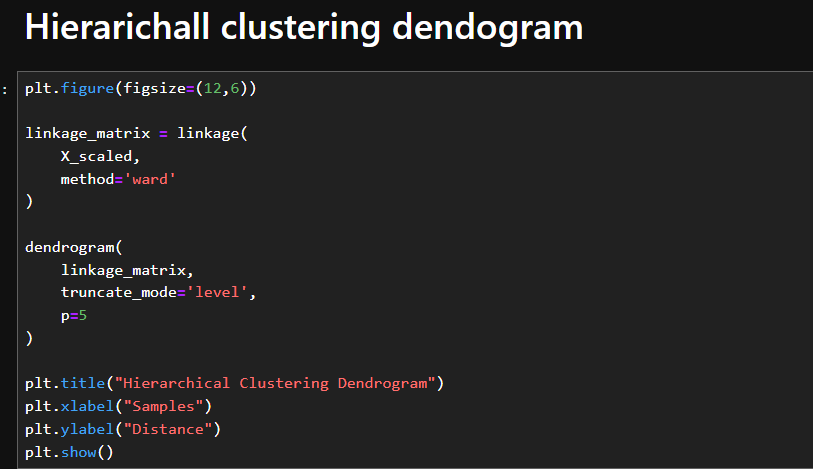 Hierarichall clustering dendogram
:
plt.figure(figsize=(12,6))
linkage_matrix = linkage(
    X_scaled,
    method='ward'
)
dendrogram(
    linkage_matrix,
    truncate_mode='level',
    p=5
)
plt.title("Hierarchical Clustering Dendrogram")
plt.xlabel("Samples")
plt.ylabel("Distance")
plt.show()